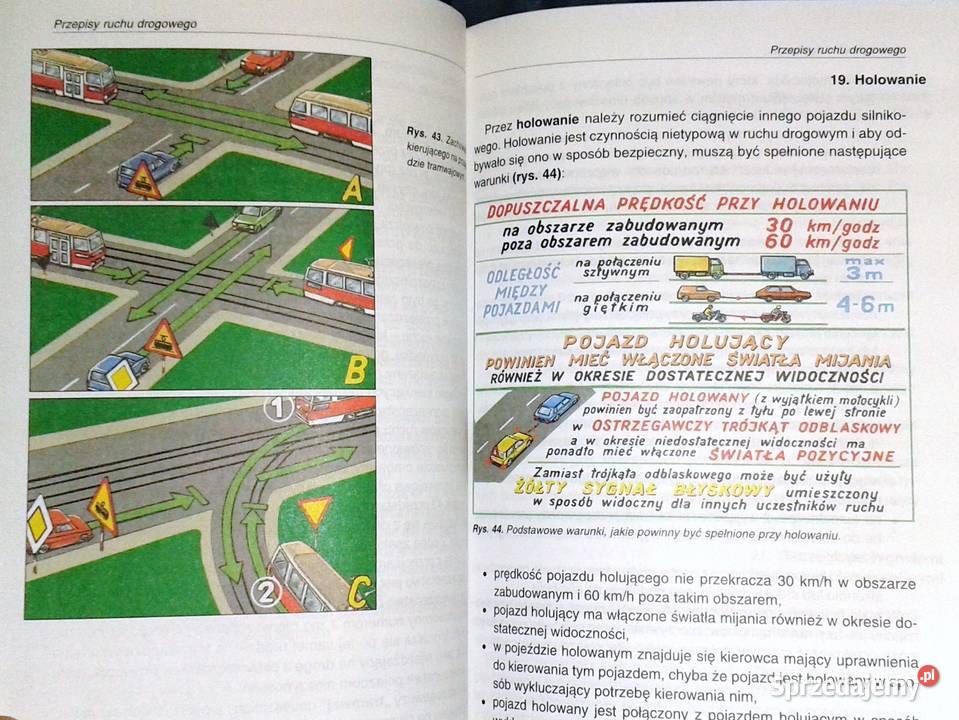 Przepisy ruchu drogowego
A
B
1
2
C
Rys. 43.
kierującego na
dzie tramwajowym
Przepisy ruchu drogowego
19. Holowanie
Przez holowanie należy rozumieć ciągnięcie innego pojazdu silniko-
wego. Holowanie jest czynnością nietypową w ruchu drogowym i aby od-
bywało się ono w sposób bezpieczny, muszą być spełnione następujące
warunki (rys. 44):
DOPUSZCZALNA PRĘDKOŚĆ PRZY HOLOWANIU
na obszarze zabudowanym 30 km/godz
poza obszarem zabudowanym 60 km/godz
ODLEGŁOŚĆ
MIĘDZY
POJAZDAMI
na połączeniu
sztywnym
max
3 m
na połączeniu
giętkim
4-6 m
POJAZD HOLUJĄCY
POWINIEN MIEĆ WŁĄCZONE ŚWIATŁA MIJANIA
RÓWNIEŻ W OKRESIE DOSTATECZNEJ WIDOCZNOŚCI
POJAZD HOLOWANY (z wyjątkiem motocykli)
powinien być zaopatrzony z tyłu po lewej stronie
w OSTRZEGAWCZY TRÓJKĄT ODBLASKOWY
a w okresie niedostatecznej widoczności ma
ponadto mieć włączone ŚWIATŁA POZYCYJNE
Zamiast trójkąta odblaskowego może być użyty
ŻÓŁTY SYGNAŁ BŁYSKOWY umieszczony
w sposób widoczny dla innych uczestników ruchu
Rys. 44. Podstawowe warunki, jakie powinny być spełnione przy holowaniu.
• prędkość pojazdu holującego nie przekracza 30 km/h w obszarze
zabudowanym i 60 km/h poza takim obszarem,
• pojazd holujący ma włączone światła mijania również w okresie do-
statecznej widoczności,
• w pojeździe holowanym znajduje się kierowca mający uprawnienia
do kierowania tym pojazdem, chyba że pojazd jest holowany w spo-
sób wykluczający potrzebę kierowania nim,
• pojazd holowany jest połączony z pojazdem holującym w sposób
Sprzedajemy.pl